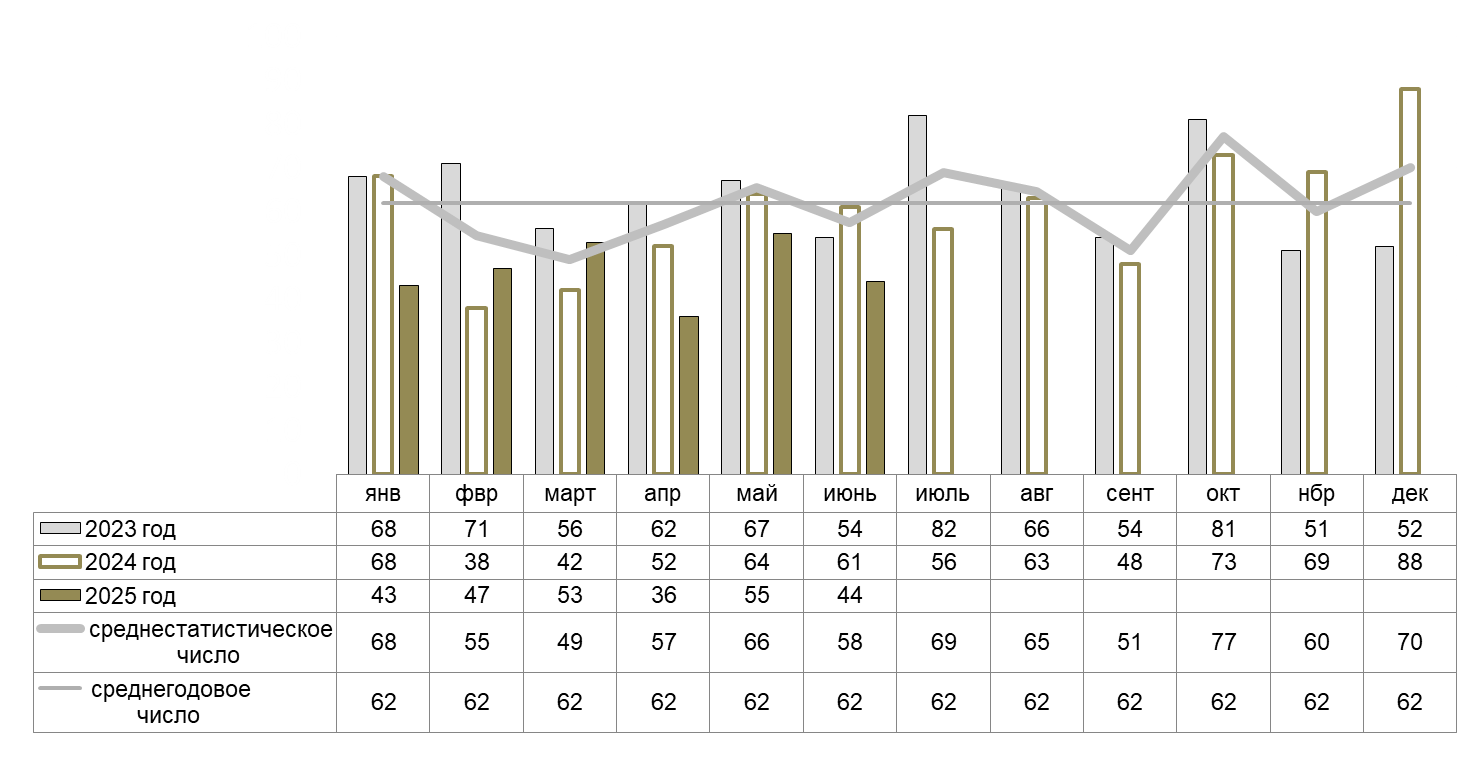 янв фвр март апр май июнь июль авг сент окт нбр дек
2023 год 68 71 56 62 67 54 82 66 54 81 51 52
2024 год 68 38 42 52 64 61 56 63 48 73 69 88
2025 год 43 47 53 36 55 44
среднестатистическое
число 68 55 49 57 66 58 69 65 51 77 60 70
среднегодовое
число 62 62 62 62 62 62 62 62 62 62 62 62